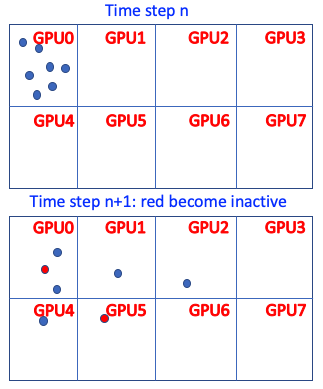 Time step n
GPU0 GPU1 GPU2 GPU3
GPU4 GPU5 GPU6 GPU7
Time step n+1: red become inactive
GPU0 GPU1 GPU2 GPU3
GPU4 GPU5 GPU6 GPU7